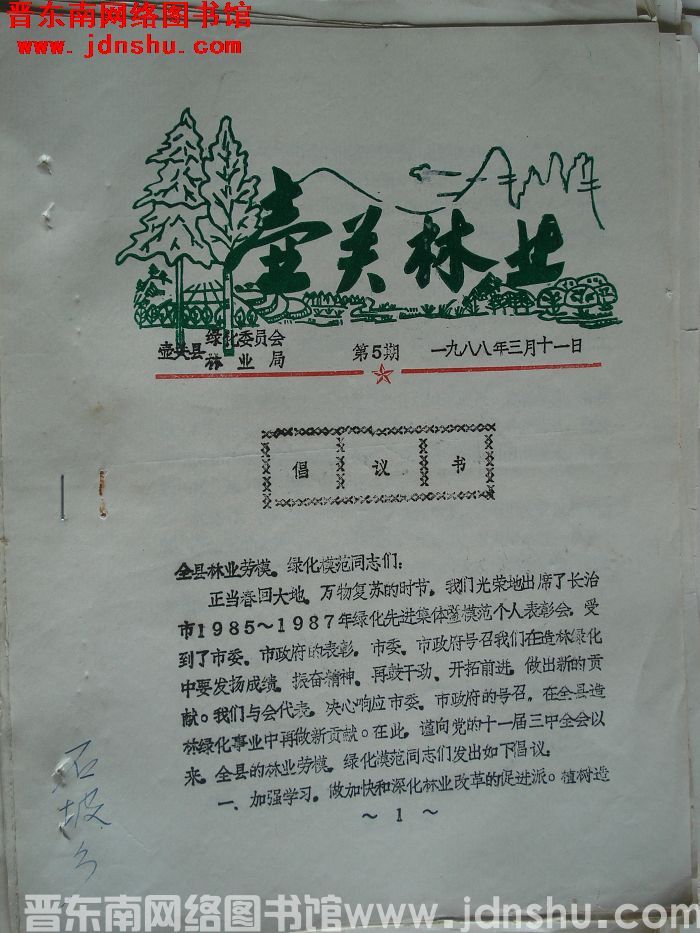 晋东南网络图书馆
www.jdnshu.com
壶关林业
壶关县 绿化委员会 林业局 第5期 一九八八年三月十一日
倡议书
全县林业劳模。绿化模范同志们：
正当春回大地。万物复苏的时节。我们光荣地出席了长治
市1985～1987年绿化先进集体暨模范个人表彰会。受
到了市委。市政府的表彰。市委。市政府号召我们在造林绿化
中要发扬成绩。振奋精神。再鼓干劲、开拓前进。做出新的贡
献。我们与会代表。决心响应市委。市政府的号召。在全县造
林绿化事业中再做新贡献。在此。谨向党的十一届三中全会以
来。全县的林业劳模。绿化模范同志们发出如下倡议。
一、加强学习。做加快和深化林业改革的促进派。植树造
～1～
石坡乡
晋东南网络图书馆www.jdnshu.com